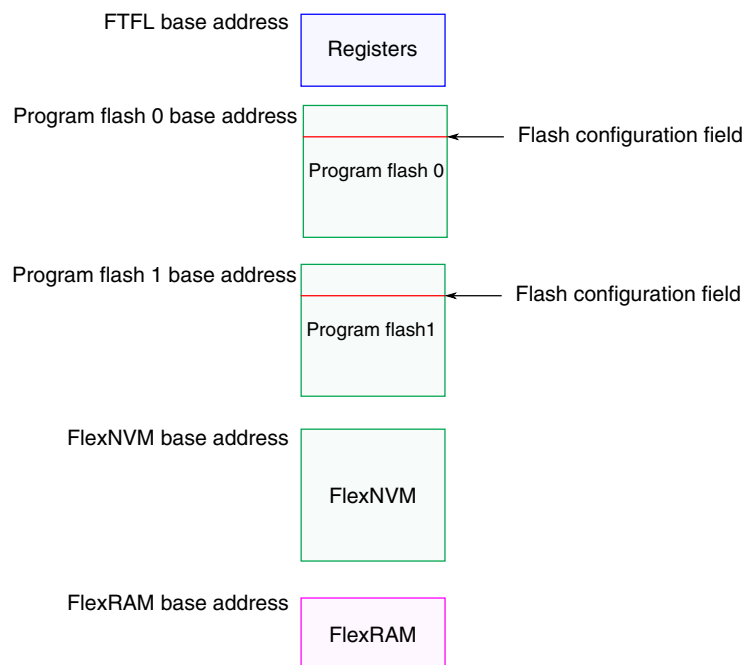 FTFL base address
Registers
Program flash 0 base address
Flash configuration field
Program flash 0
Program flash 1 base address
Flash configuration field
Program flash1
FlexNVM base address
FlexNVM
FlexRAM base address
FlexRAM